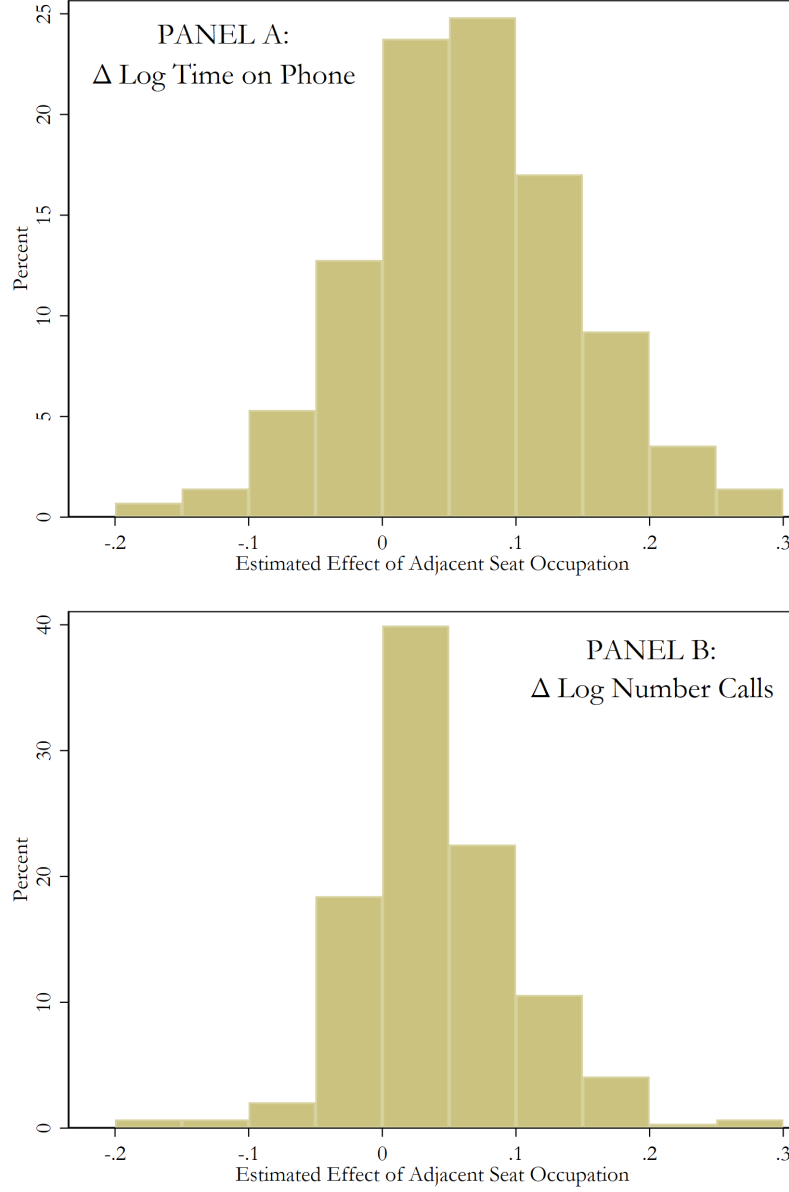 PANEL A:
Δ Log Time on Phone
Percent
25
20
15
10
5
0
-.2 -.1 0 .1 .2 .3
Estimated Effect of Adjacent Seat Occupation
PANEL B:
Δ Log Number Calls
Percent
40
30
20
10
0
-.2 -.1 0 .1 .2 .3
Estimated Effect of Adjacent Seat Occupation